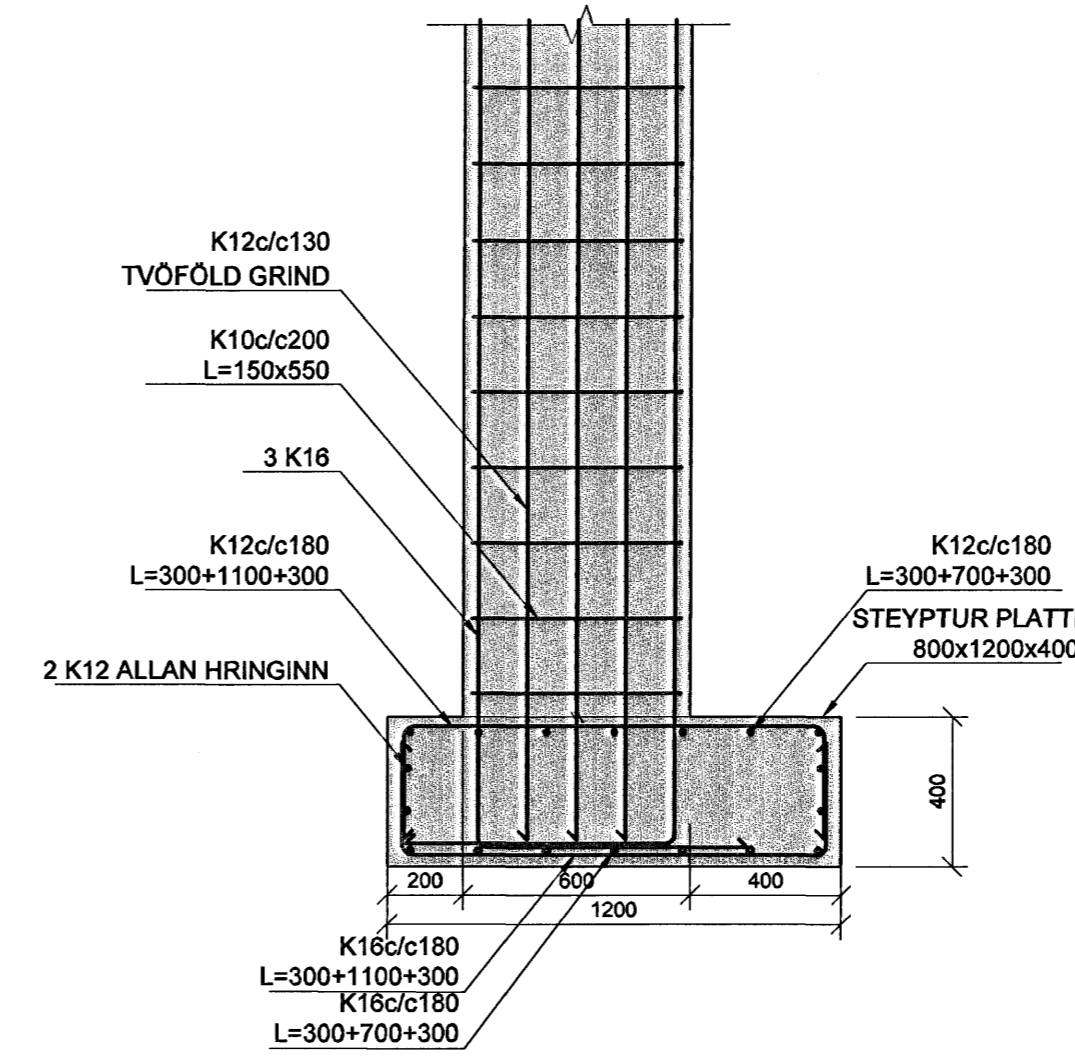 K12c/c130
TVÖFÖLD GRIND
K10c/c200
L=150x550
3 K16
K12c/c180
L=300+1100+300
2 K12 ALLAN HRINGINN
K12c/c180
L=300+700+300
STEYPTUR PLATTI
800x1200x400
400
200
600
400
1200
K16c/c180
L=300+1100+300
K16c/c180
L=300+700+300